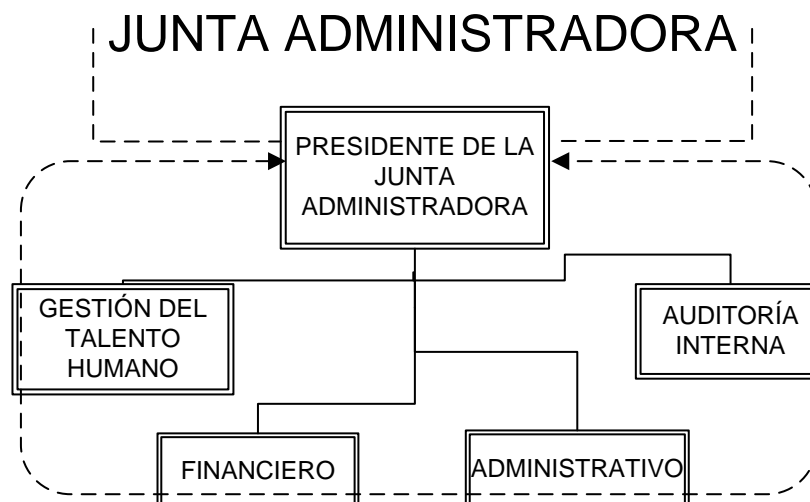 JUNTA ADMINISTRADORA
PRESIDENTE DE LA
JUNTA
ADMINISTRADORA
GESTIÓN DEL
TALENTO
HUMANO
AUDITORÍA
INTERNA
FINANCIERO
ADMINISTRATIVO